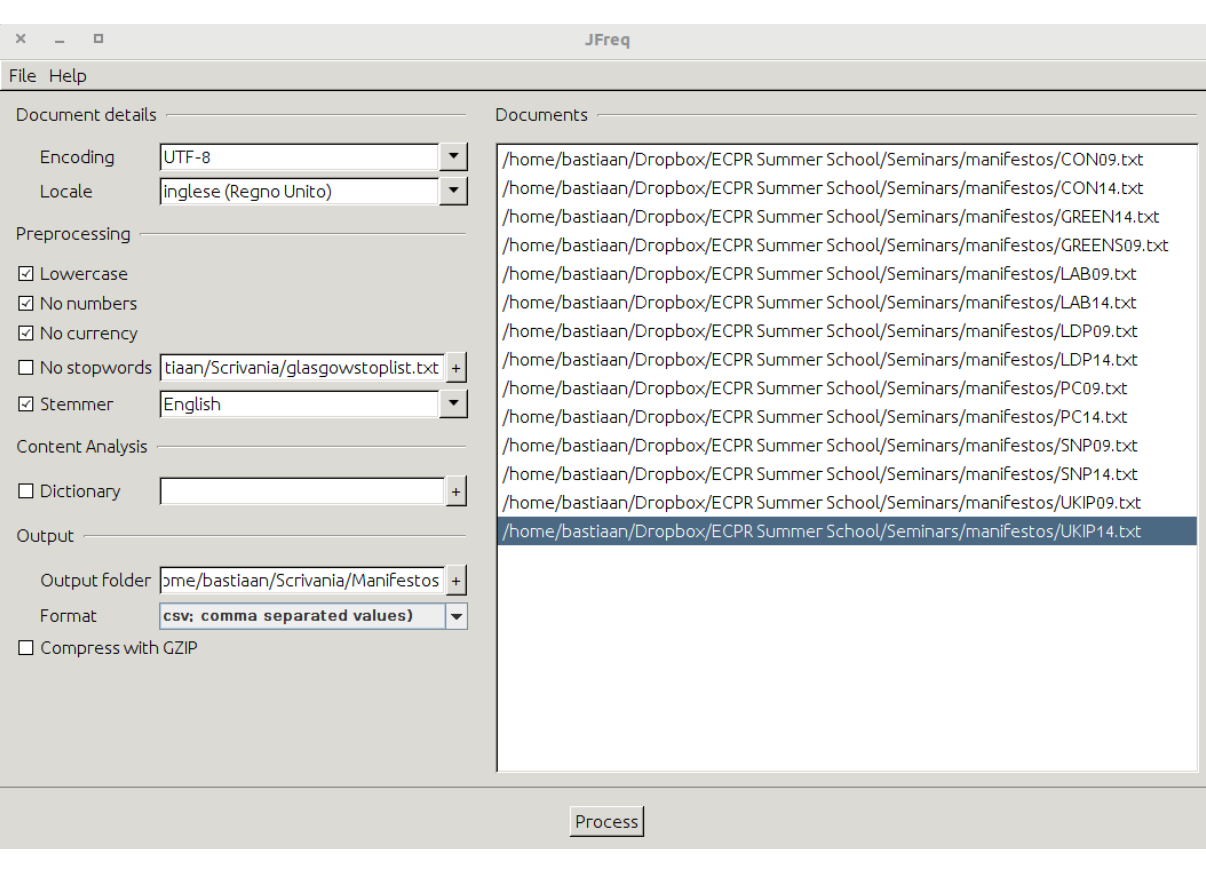 JFreq
File Help
Document details
Encoding UTF-8
Locale inglese (Regno Unito)
Preprocessing
Lowercase
No numbers
No currency
No stopwords tiaan/Scrivania/glasgowstoplist.txt +
Stemmer English
Content Analysis
Dictionary +
Output
Output folder ome/bastiaan/Scrivania/Manifestos +
Format csv; comma separated values)
Compress with GZIP
Documents
/home/bastiaan/Dropbox/ECPR Summer School/Seminars/manifestos/CON09.txt
/home/bastiaan/Dropbox/ECPR Summer School/Seminars/manifestos/CON14.txt
/home/bastiaan/Dropbox/ECPR Summer School/Seminars/manifestos/GREEN14.txt
/home/bastiaan/Dropbox/ECPR Summer School/Seminars/manifestos/GREENS09.txt
/home/bastiaan/Dropbox/ECPR Summer School/Seminars/manifestos/LAB09.txt
/home/bastiaan/Dropbox/ECPR Summer School/Seminars/manifestos/LAB14.txt
/home/bastiaan/Dropbox/ECPR Summer School/Seminars/manifestos/LDP09.txt
/home/bastiaan/Dropbox/ECPR Summer School/Seminars/manifestos/LDP14.txt
/home/bastiaan/Dropbox/ECPR Summer School/Seminars/manifestos/PC09.txt
/home/bastiaan/Dropbox/ECPR Summer School/Seminars/manifestos/PC14.txt
/home/bastiaan/Dropbox/ECPR Summer School/Seminars/manifestos/SNP09.txt
/home/bastiaan/Dropbox/ECPR Summer School/Seminars/manifestos/SNP14.txt
/home/bastiaan/Dropbox/ECPR Summer School/Seminars/manifestos/UKIP09.txt
/home/bastiaan/Dropbox/ECPR Summer School/Seminars/manifestos/UKIP14.txt
Process